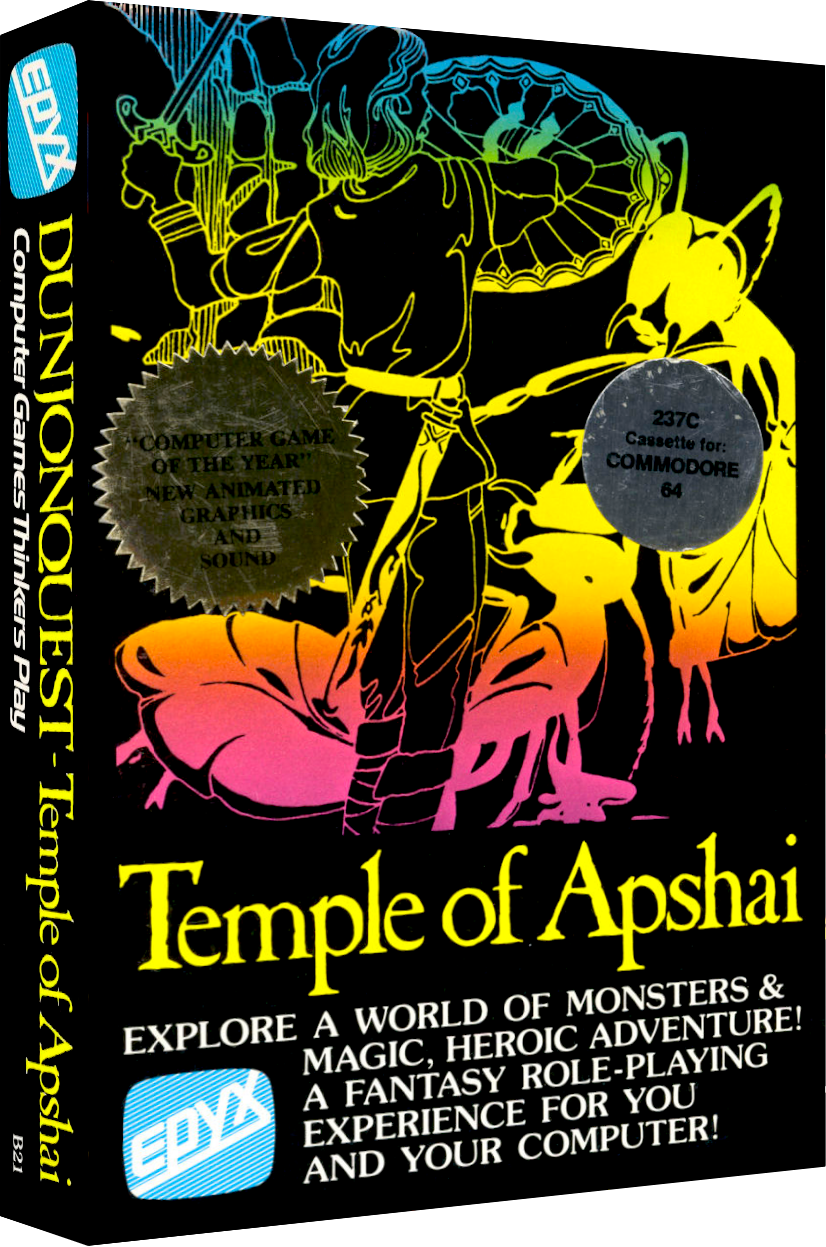 EPYX
DUNJONQUEST - Temple of Apshai
Computer Games Thinkers Play
B21
"COMPUTER GAME
OF THE YEAR"
NEW ANIMATED
GRAPHICS
AND
SOUND
237C
Cassette for:
COMMODORE
64
Temple of Apshai
EXPLORE A WORLD OF MONSTERS &
MAGIC, HEROIC ADVENTURE!
A FANTASY ROLE-PLAYING
EXPERIENCE FOR YOU
AND YOUR COMPUTER!
EPYX